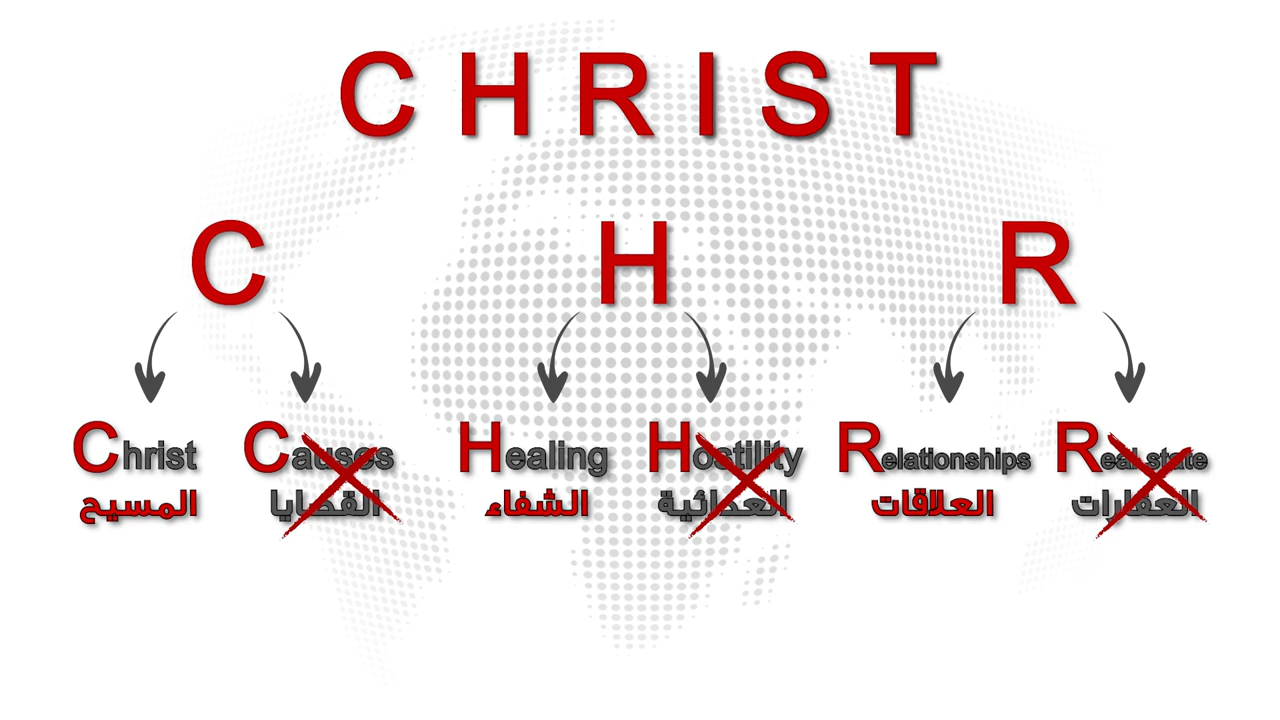 CHRIST
C H R
Christ Causes Healing Hostility Relationships Real state
المسيح القضايا الشفاء العدائية العلاقات العقارات